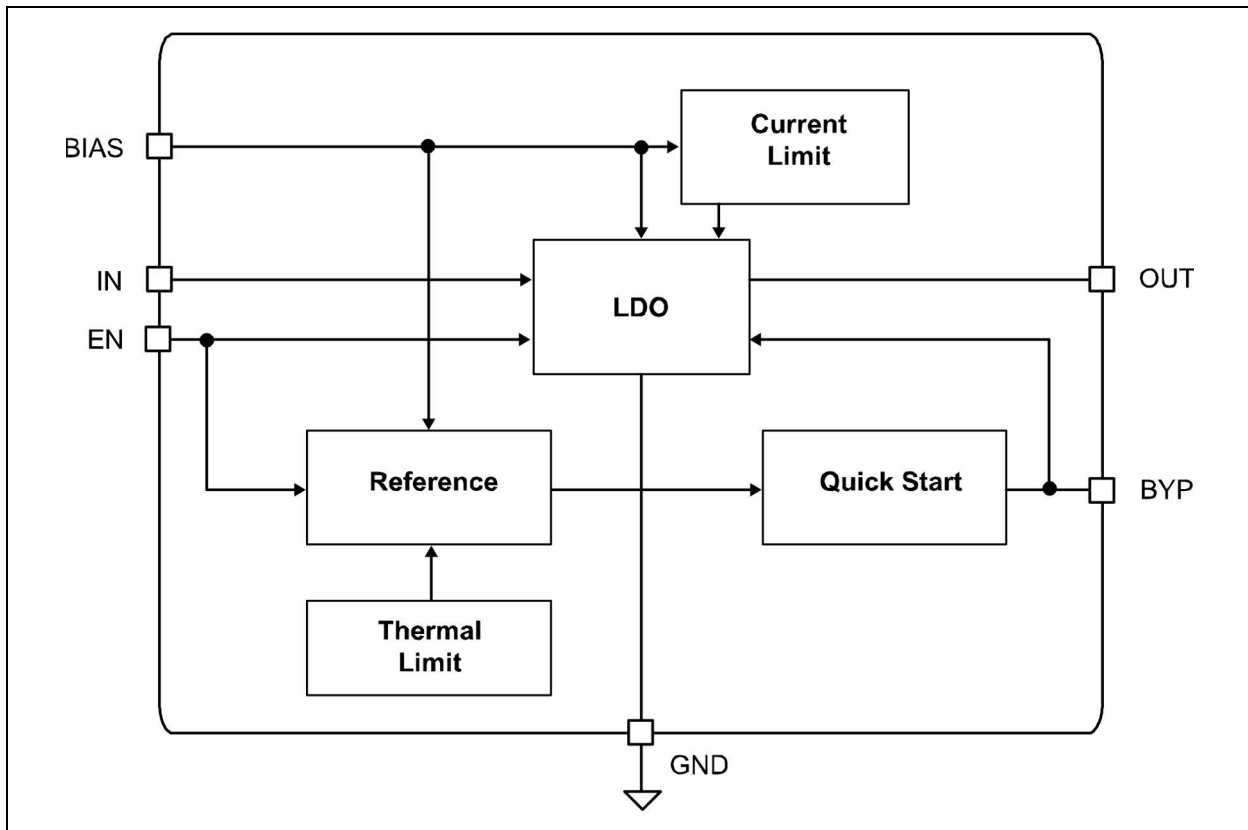 Current
Limit
BIAS
IN
LDO
OUT
EN
Reference
Quick Start
BYP
Thermal
Limit
GND